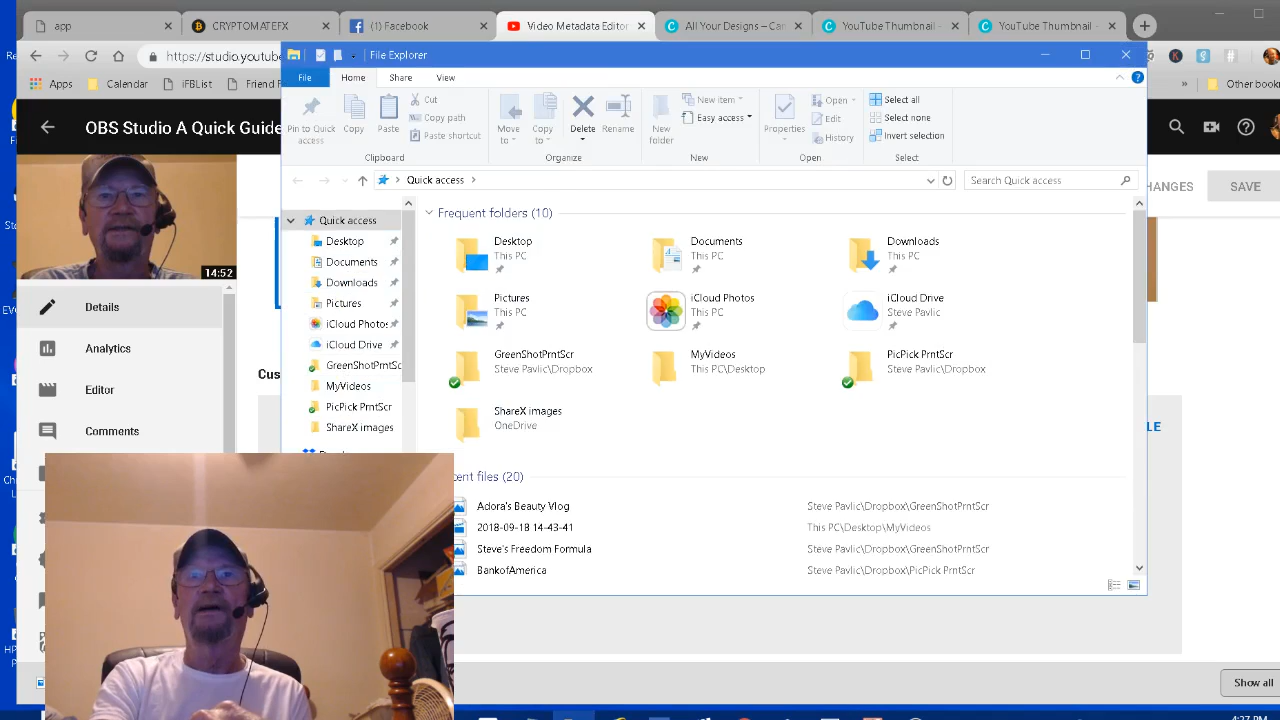 app
CRYPTOMATEFX
(1) Facebook
Video Metadata Editor
All Your Designs – Can
YouTube Thumbnail -
YouTube Thumbnail -
https://studio.youtube
Apps
Calendar
iFBList
Friend
Other book
File Explorer
File
Home
Share
View
Pin to Quick access
Copy
Paste
Cut
Copy path
Paste shortcut
Clipboard
Move to
Copy to
Delete
Rename
Organize
New folder
New item
Easy access
New
Properties
Open
Edit
History
Open
Select all
Select none
Invert selection
Select
OBS Studio A Quick Guide
Quick access
Search Quick access
HANGES
SAVE
14:52
Details
Analytics
Editor
Comments
Cus
LE
Quick access
Desktop
Documents
Downloads
Pictures
iCloud Photos
iCloud Drive
GreenShotPrntSc
MyVideos
PicPick PrntScr
ShareX images
Frequent folders (10)
Desktop
This PC
Documents
This PC
Downloads
This PC
Pictures
This PC
iCloud Photos
This PC
iCloud Drive
Steve Pavlic
GreenShotPrntScr
Steve Pavlic\Dropbox
MyVideos
This PC\Desktop
PicPick PrntScr
Steve Pavlic\Dropbox
ShareX images
OneDrive
cent files (20)
Adora's Beauty Vlog
Steve Pavlic\Dropbox\GreenShotPrntScr
2018-09-18 14-43-41
This PC\Desktop\MyVideos
Steve's Freedom Formula
Steve Pavlic\Dropbox\GreenShotPrntScr
BankofAmerica
Steve Pavlic\Dropbox\PicPick PrntScr
Show all
4:27 PM